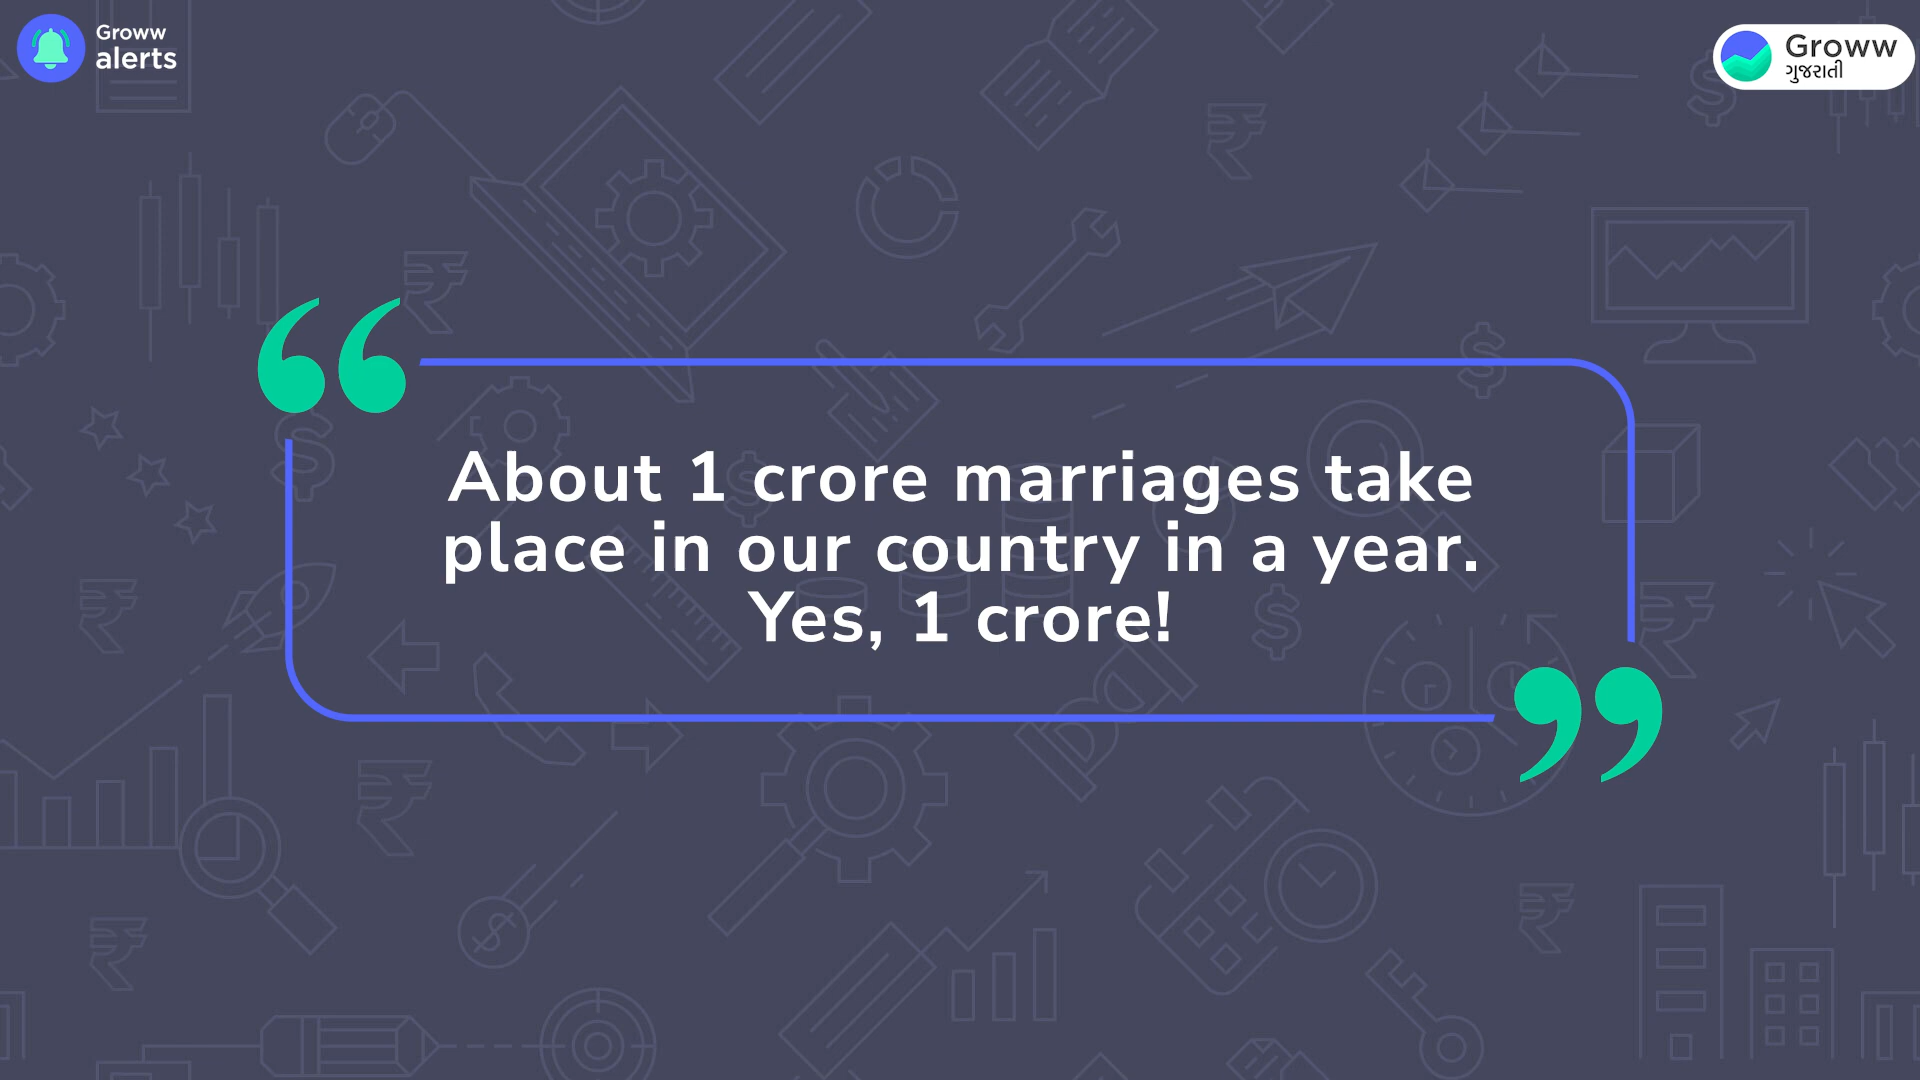 Groww
alerts
Groww
ગુજરાતી
About 1 crore marriages take
place in our country in a year.
Yes, 1 crore!